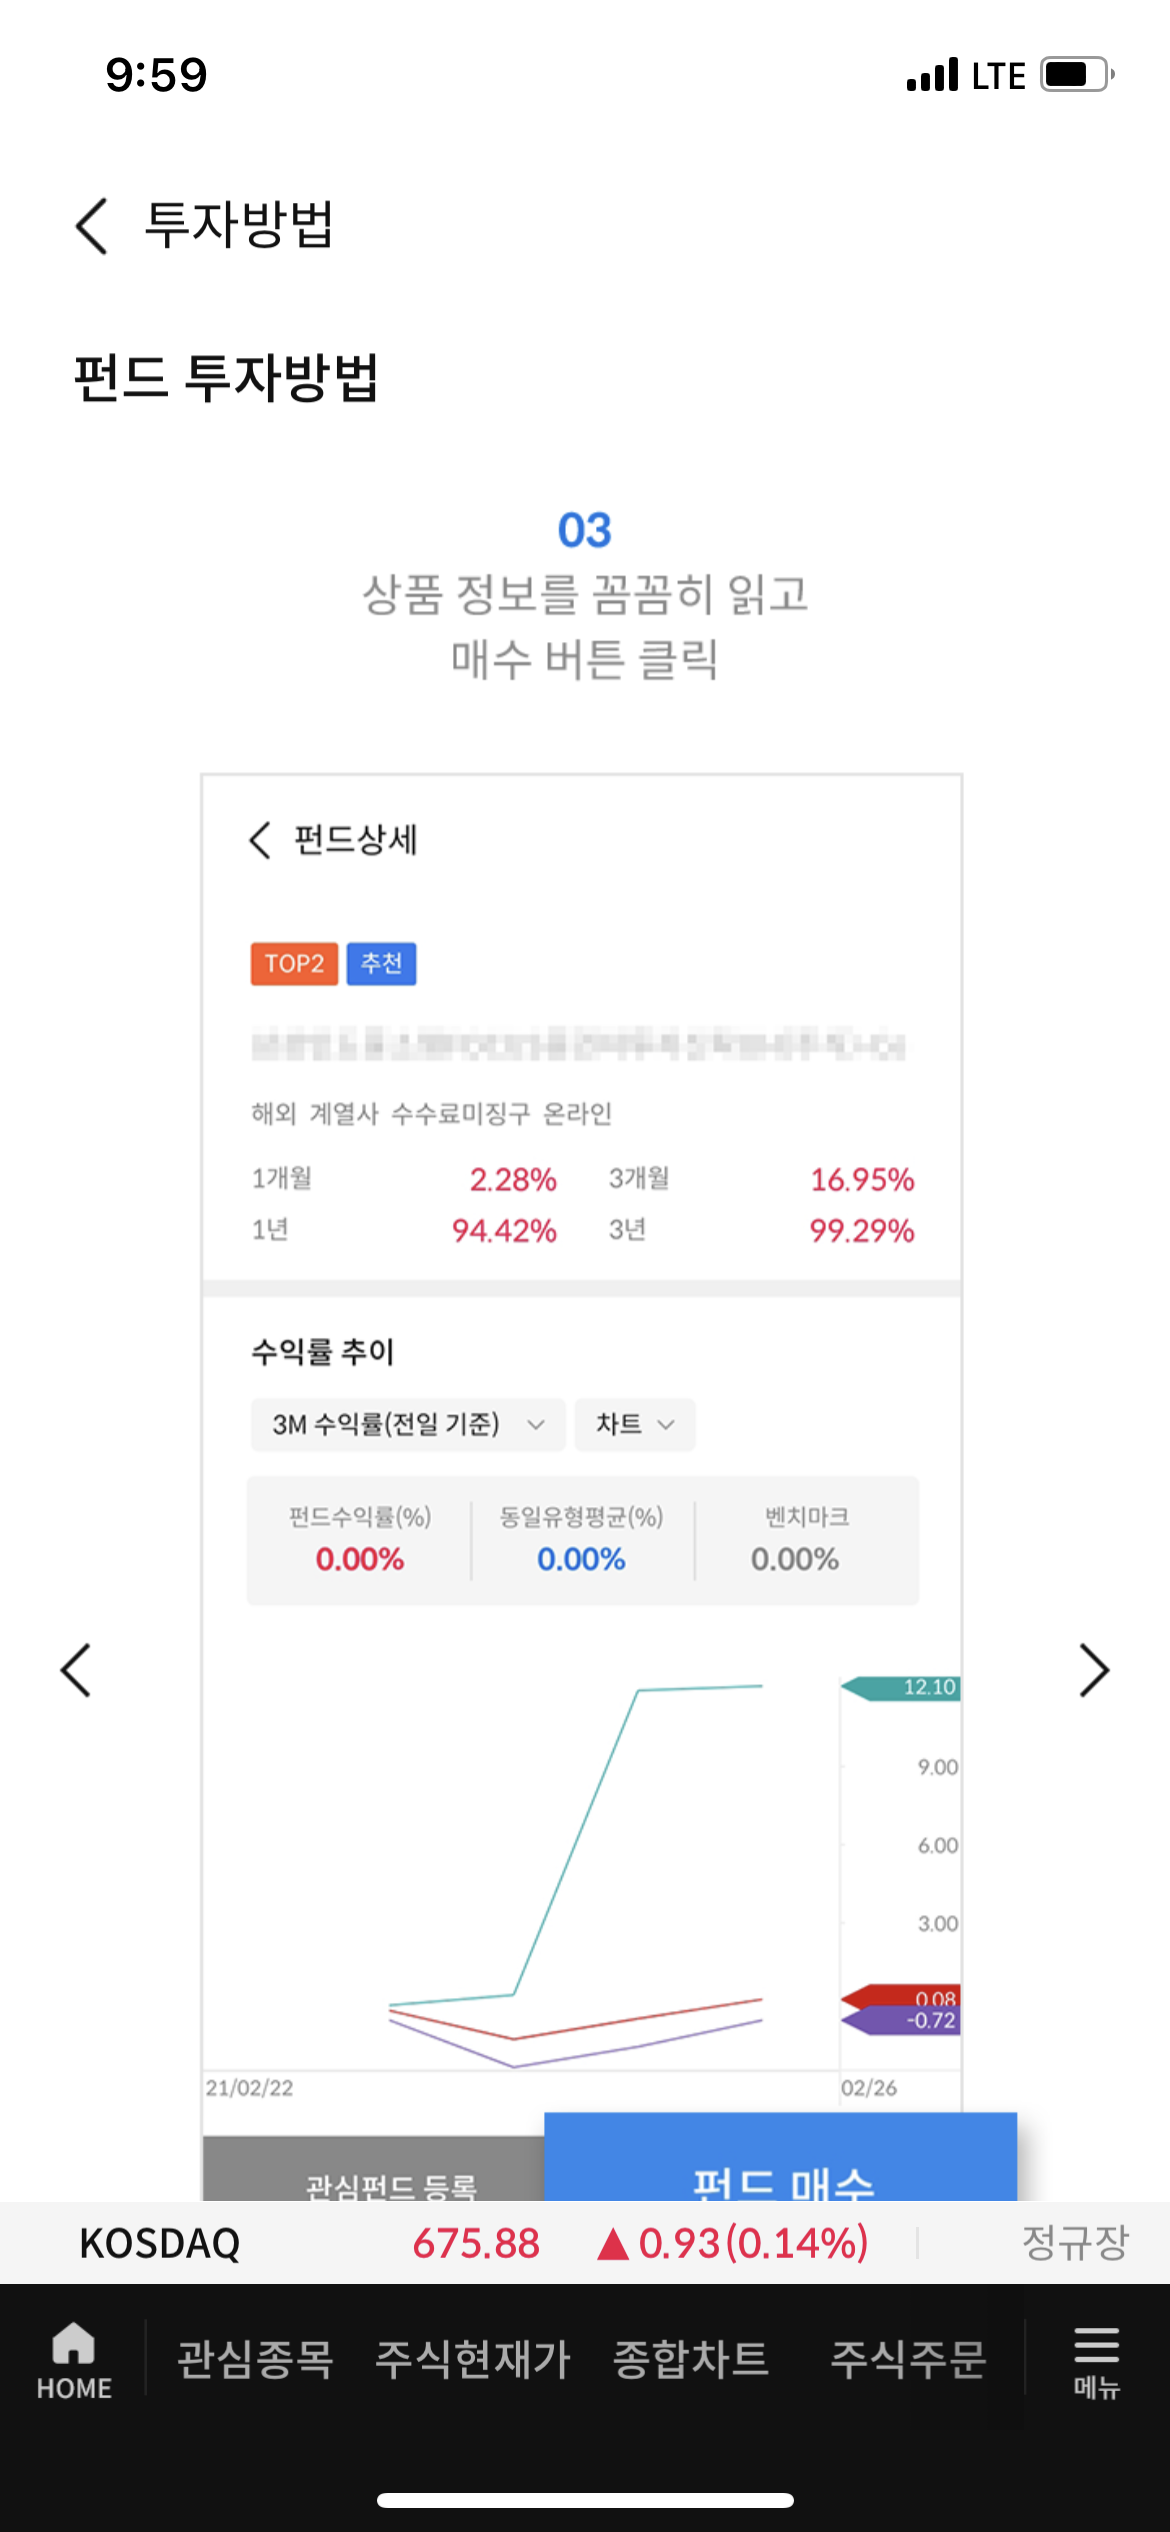 9:59 LTE
투자방법
펀드 투자방법
03
상품 정보를 꼼꼼히 읽고
매수 버튼 클릭
펀드상세
TOP2 추천
해외 계열사 수수료미징구 온라인
1개월 2.28% 3개월 16.95%
1년 94.42% 3년 99.29%
수익률 추이
3M 수익률(전일 기준) 차트
펀드수익률(%) 동일유형평균(%) 벤치마크
0.00% 0.00% 0.00%
12.10
9.00
6.00
3.00
0.08
-0.72
21/02/22 02/26
관심펀드 등록 펀드 매수
KOSDAQ 675.88 ▲0.93(0.14%) 정규장
HOME 관심종목 주식현재가 종합차트 주식주문 메뉴